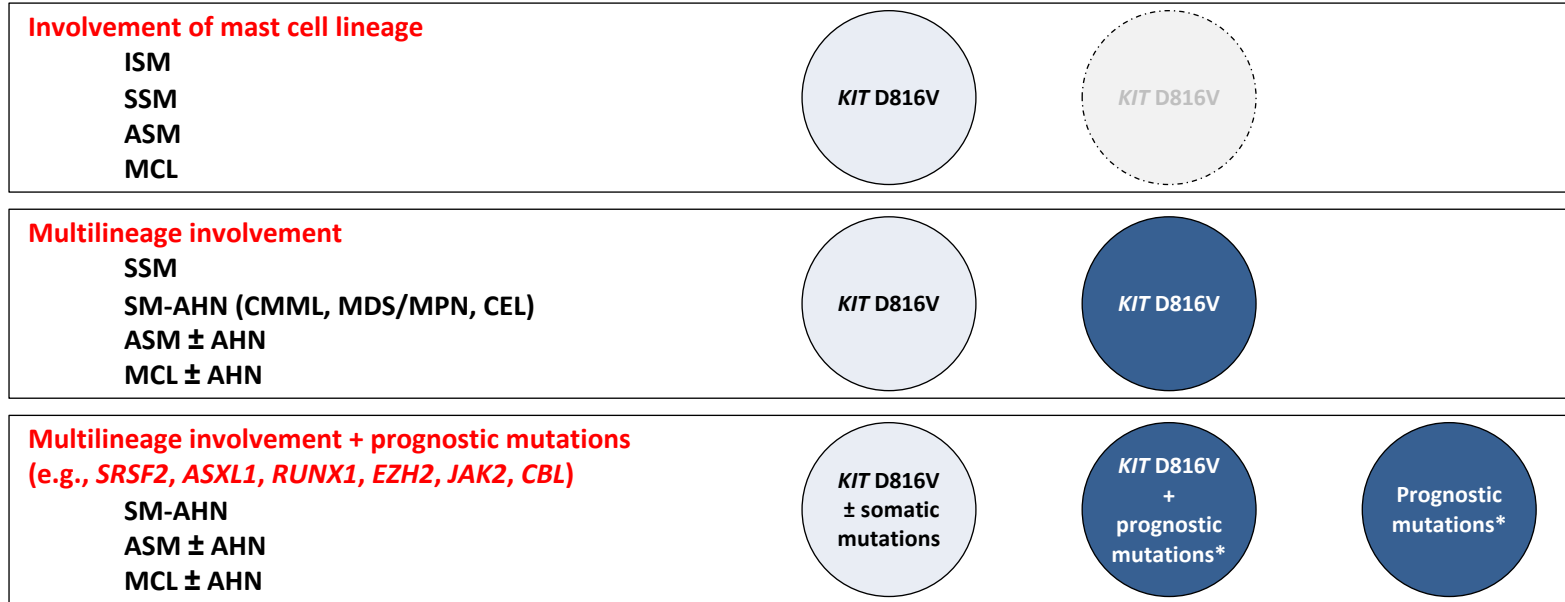 Involvement of mast cell lineage
ISM
SSM
ASM
MCL
KIT D816V
KIT D816V
Multilineage involvement
SSM
SM-AHN (CMML, MDS/MPN, CEL)
ASM ± AHN
MCL ± AHN
KIT D816V
KIT D816V
Multilineage involvement + prognostic mutations
(e.g., SRSF2, ASXL1, RUNX1, EZH2, JAK2, CBL)
SM-AHN
ASM ± AHN
MCL ± AHN
KIT D816V
± somatic
mutations
KIT D816V
+
prognostic
mutations*
Prognostic
mutations*